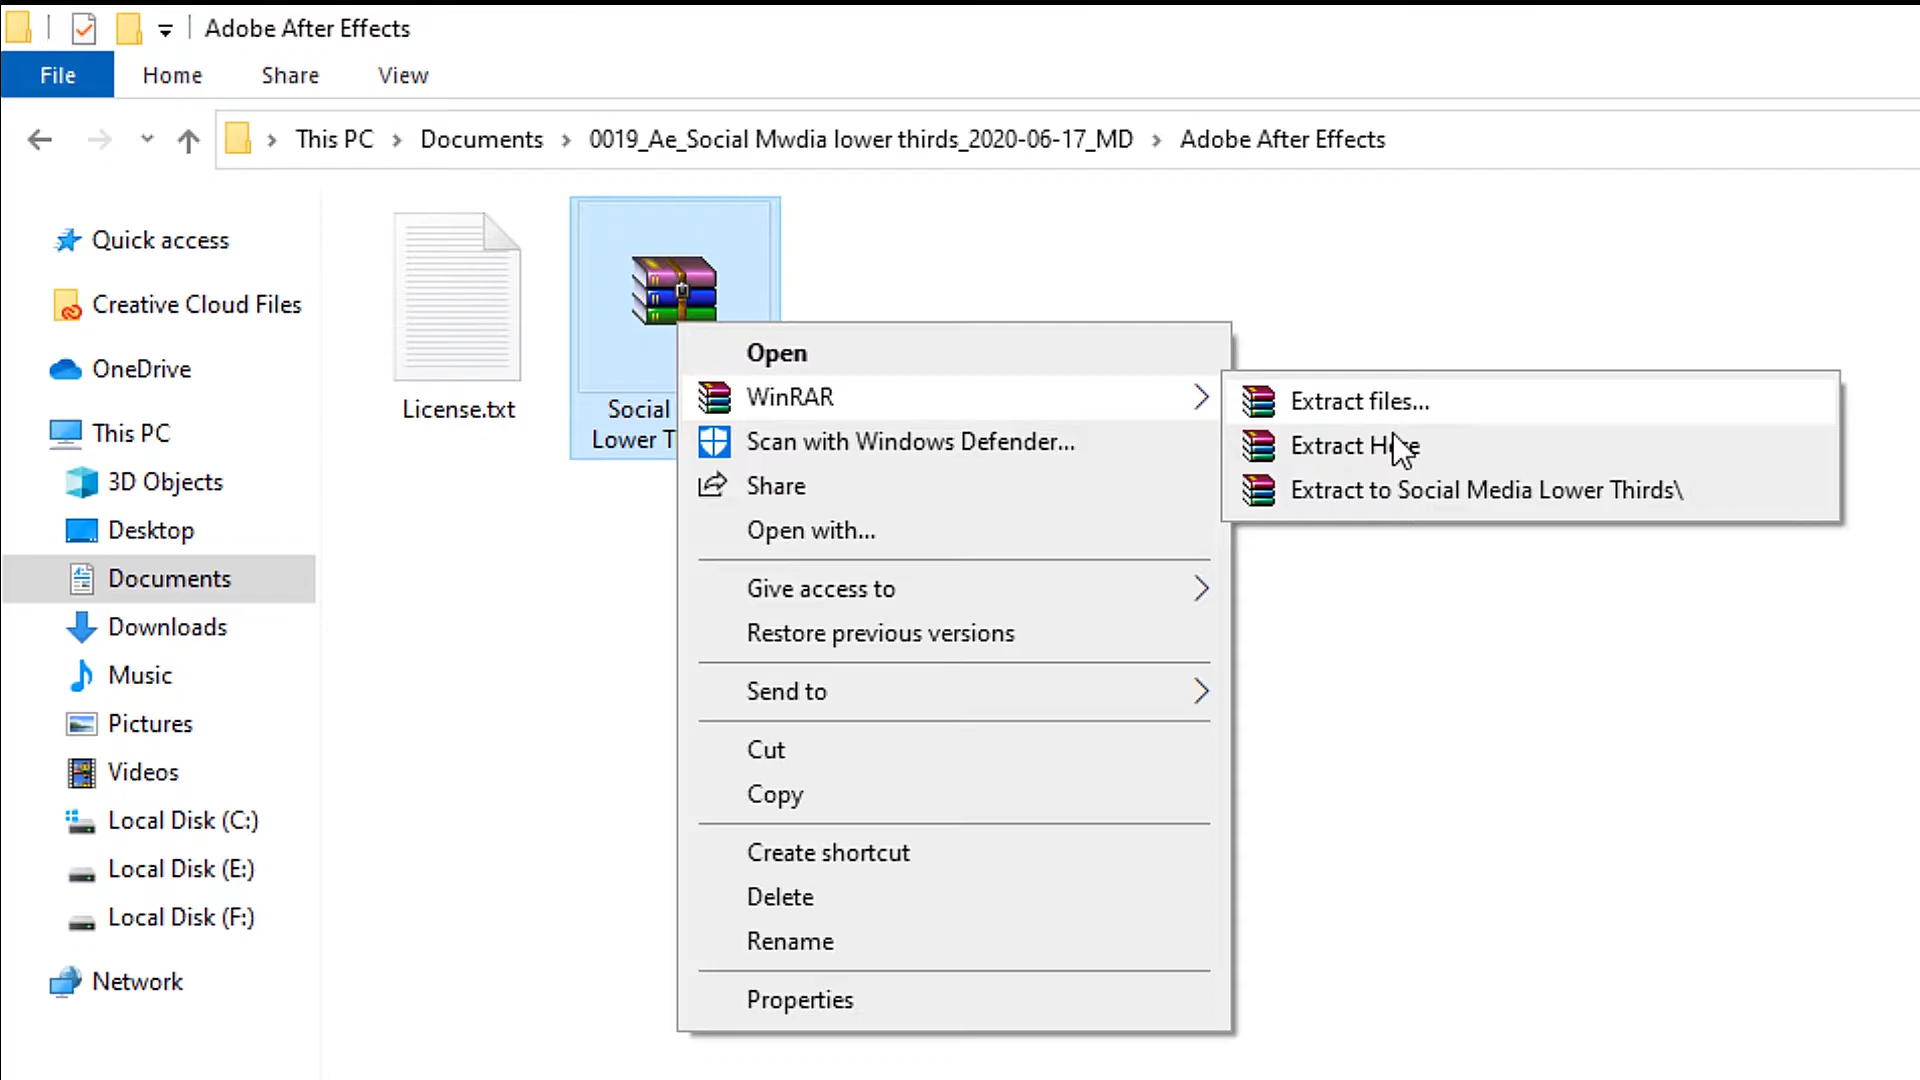 Adobe After Effects
File Home Share View
This PC Documents 0019_Ae_Social Mwdia lower thirds_2020-06-17_MD Adobe After Effects
Quick access
Creative Cloud Files
OneDrive
This PC
3D Objects
Desktop
Documents
Downloads
Music
Pictures
Videos
Local Disk (C:)
Local Disk (E:)
Local Disk (F:)
Network
License.txt
Social
Lower T
Open
WinRAR
Scan with Windows Defender...
Share
Open with...
Give access to
Restore previous versions
Send to
Cut
Copy
Create shortcut
Delete
Rename
Properties
Extract files...
Extract Here
Extract to Social Media Lower Thirds\